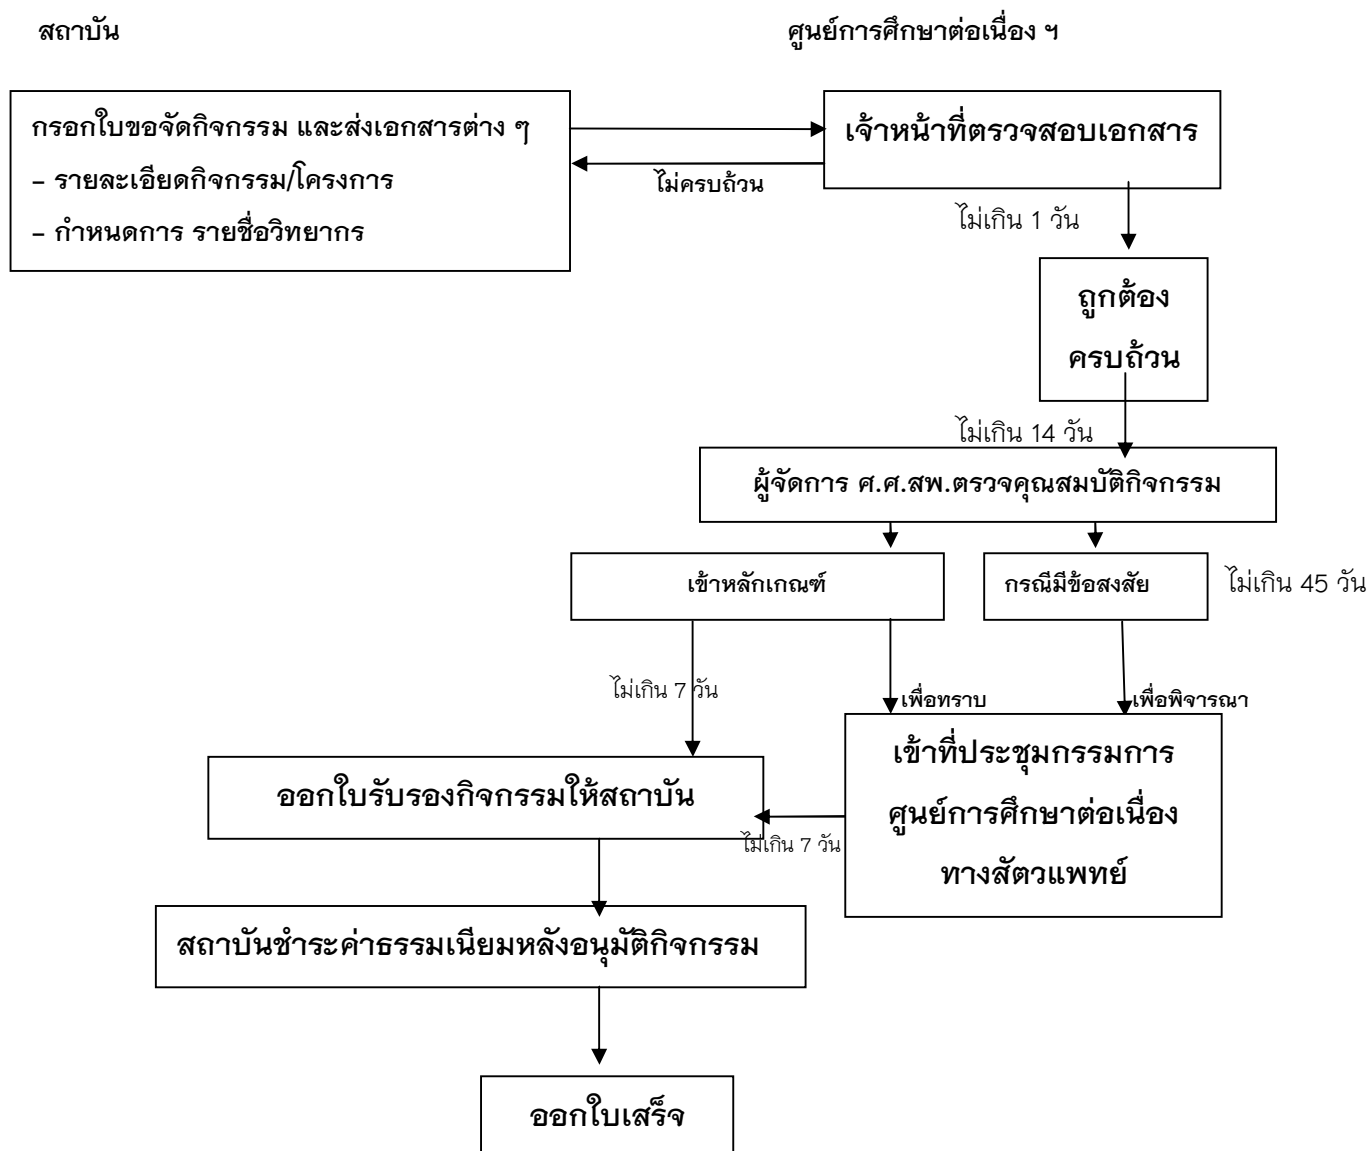 สถาบัน
ศูนย์การศึกษาต่อเนื่อง ฯ
กรอกใบขอจัดกิจกรรม และส่งเอกสารต่าง ๆ
– รายละเอียดกิจกรรม/โครงการ
– กำหนดการ รายชื่อวิทยากร
เจ้าหน้าที่ตรวจสอบเอกสาร
ไม่ครบถ้วน
ไม่เกิน 1 วัน
ถูกต้อง
ครบถ้วน
ไม่เกิน 14 วัน
ผู้จัดการ ศ.ศ.สพ.ตรวจคุณสมบัติกิจกรรม
เข้าหลักเกณฑ์
กรณีมีข้อสงสัย
ไม่เกิน 45 วัน
ไม่เกิน 7 วัน
เพื่อทราบ
เพื่อพิจารณา
เข้าที่ประชุมกรรมการ
ศูนย์การศึกษาต่อเนื่อง
ทางสัตวแพทย์
ออกใบรับรองกิจกรรมให้สถาบัน
ไม่เกิน 7 วัน
สถาบันชำระค่าธรรมเนียมหลังอนุมัติกิจกรรม
ออกใบเสร็จ